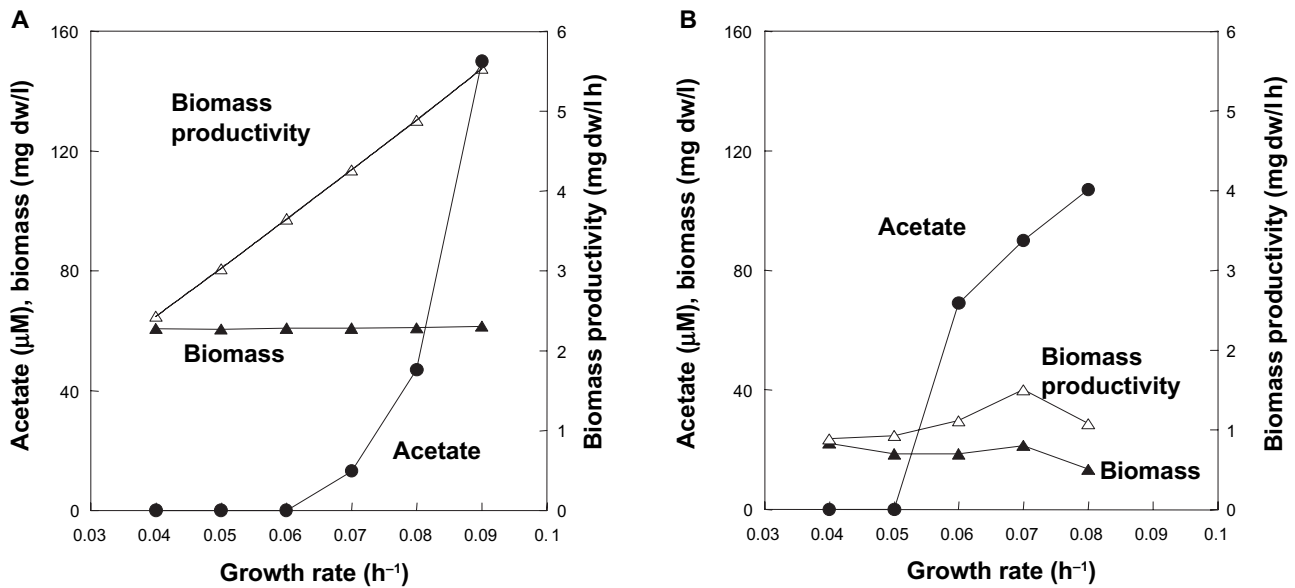 A
160
120
80
40
0
Acetate (μM), biomass (mg dw/l)
Biomass
productivity
Biomass
Acetate
6
5
4
3
2
1
0
Biomass productivity (mg dw/l h)
0.03 0.04 0.05 0.06 0.07 0.08 0.09 0.1
Growth rate (h⁻¹)
B
160
120
80
40
0
Acetate (μM), biomass (mg dw/l)
Acetate
Biomass
productivity
Biomass
6
5
4
3
2
1
0
Biomass productivity (mg dw/l h)
0.03 0.04 0.05 0.06 0.07 0.08 0.09 0.1
Growth rate (h⁻¹)